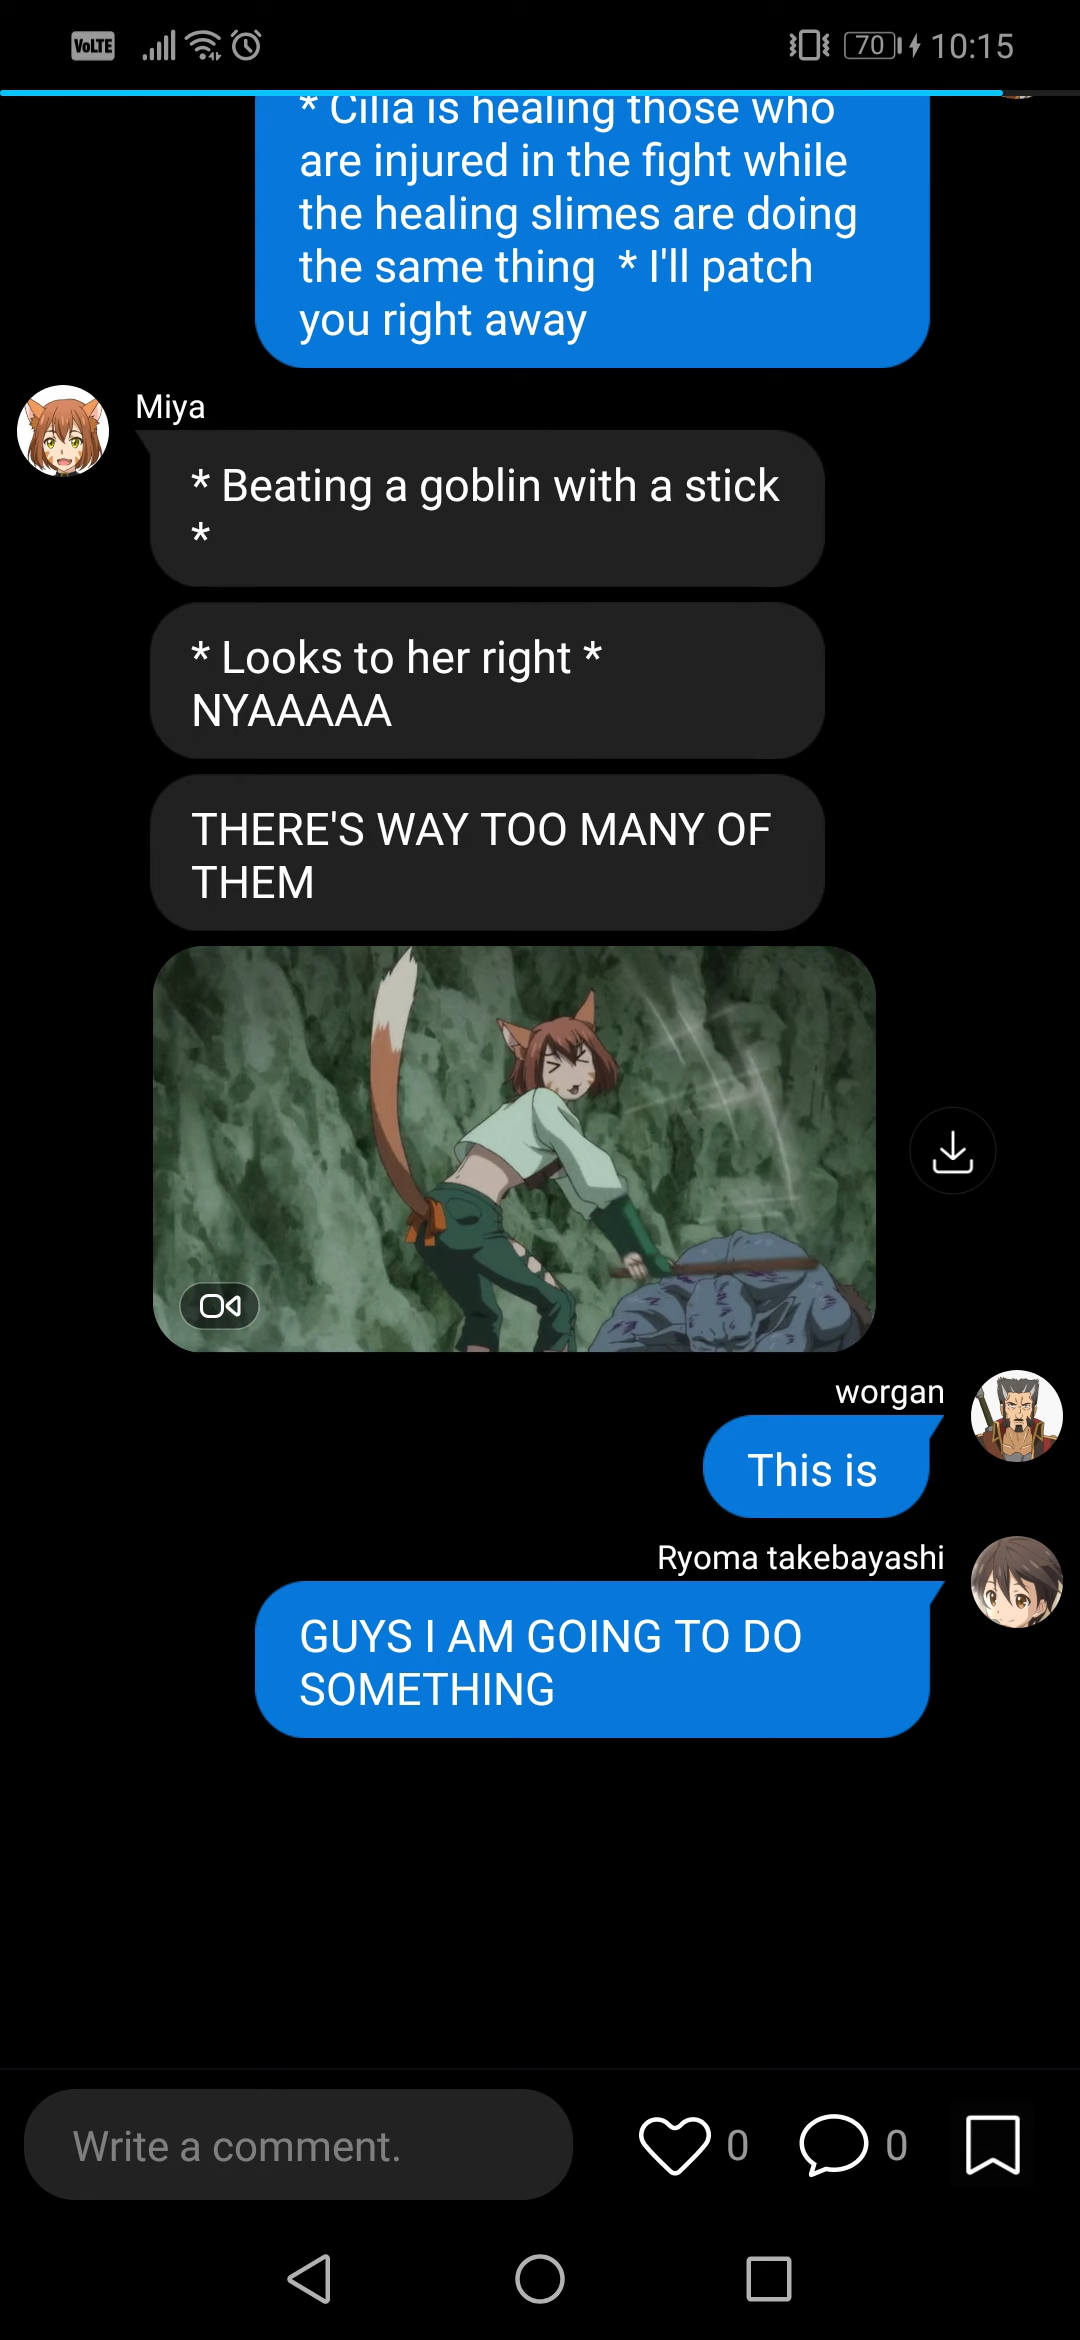 VoLTE 70 10:15
* Cilia is healing those who
are injured in the fight while
the healing slimes are doing
the same thing  * I'll patch
you right away
Miya
* Beating a goblin with a stick
*
* Looks to her right *
NYAAAAA
THERE'S WAY TOO MANY OF
THEM
worgan
This is
Ryoma takebayashi
GUYS I AM GOING TO DO
SOMETHING
Write a comment. 0 0